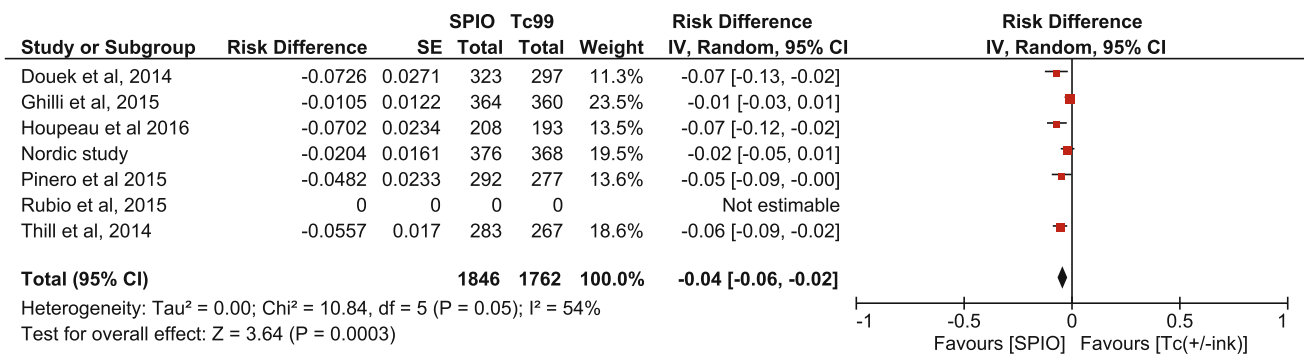 SPIO Tc99 Risk Difference Risk Difference
Study or Subgroup Risk Difference SE Total Total Weight IV, Random, 95% CI IV, Random, 95% CI
Douek et al, 2014 -0.0726 0.0271 323 297 11.3% -0.07 [-0.13, -0.02]
Ghilli et al, 2015 -0.0105 0.0122 364 360 23.5% -0.01 [-0.03, 0.01]
Houpeau et al 2016 -0.0702 0.0234 208 193 13.5% -0.07 [-0.12, -0.02]
Nordic study -0.0204 0.0161 376 368 19.5% -0.02 [-0.05, 0.01]
Pinero et al 2015 -0.0482 0.0233 292 277 13.6% -0.05 [-0.09, -0.00]
Rubio et al, 2015 0 0 0 0 Not estimable
Thill et al, 2014 -0.0557 0.017 283 267 18.6% -0.06 [-0.09, -0.02]
Total (95% CI) 1846 1762 100.0% -0.04 [-0.06, -0.02]
Heterogeneity: Tau² = 0.00; Chi² = 10.84, df = 5 (P = 0.05); I² = 54%
Test for overall effect: Z = 3.64 (P = 0.0003)
-1 -0.5 0 0.5 1
Favours [SPIO] Favours [Tc(+/-ink)]